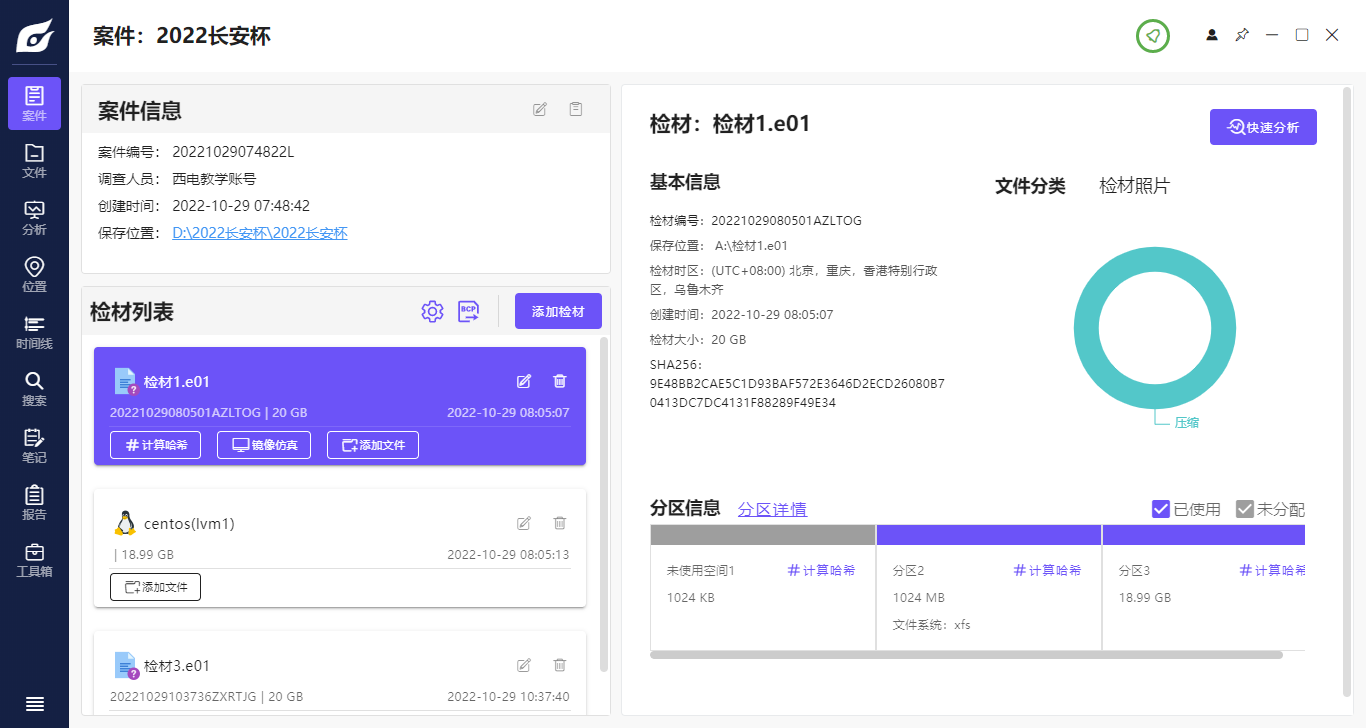 案件：2022长安杯
案件
文件
分析
位置
时间线
搜索
笔记
报告
工具箱
案件信息
案件编号： 20221029074822L
调查人员： 西电教学账号
创建时间： 2022-10-29 07:48:42
保存位置： D:\2022长安杯\2022长安杯
检材列表
BCP
添加检材
检材1.e01
20221029080501AZLTOG | 20 GB 2022-10-29 08:05:07
计算哈希 镜像仿真 添加文件
centos(lvm1)
| 18.99 GB 2022-10-29 08:05:13
添加文件
检材3.e01
20221029103736ZXRTJG | 20 GB 2022-10-29 10:37:40
检材：检材1.e01
快速分析
基本信息
检材编号：20221029080501AZLTOG
保存位置： A:\检材1.e01
检材时区：(UTC+08:00) 北京，重庆，香港特别行政
区，乌鲁木齐
创建时间：2022-10-29 08:05:07
检材大小：20 GB
SHA256：
9E48BB2CAE5C1D93BAF572E3646D2ECD26080B7
0413DC7DC4131F88289F49E34
文件分类 检材照片
压缩
分区信息 分区详情 已使用 未分配
未使用空间1 计算哈希
1024 KB
分区2 计算哈希
1024 MB
文件系统：xfs
分区3 计算哈希
18.99 GB